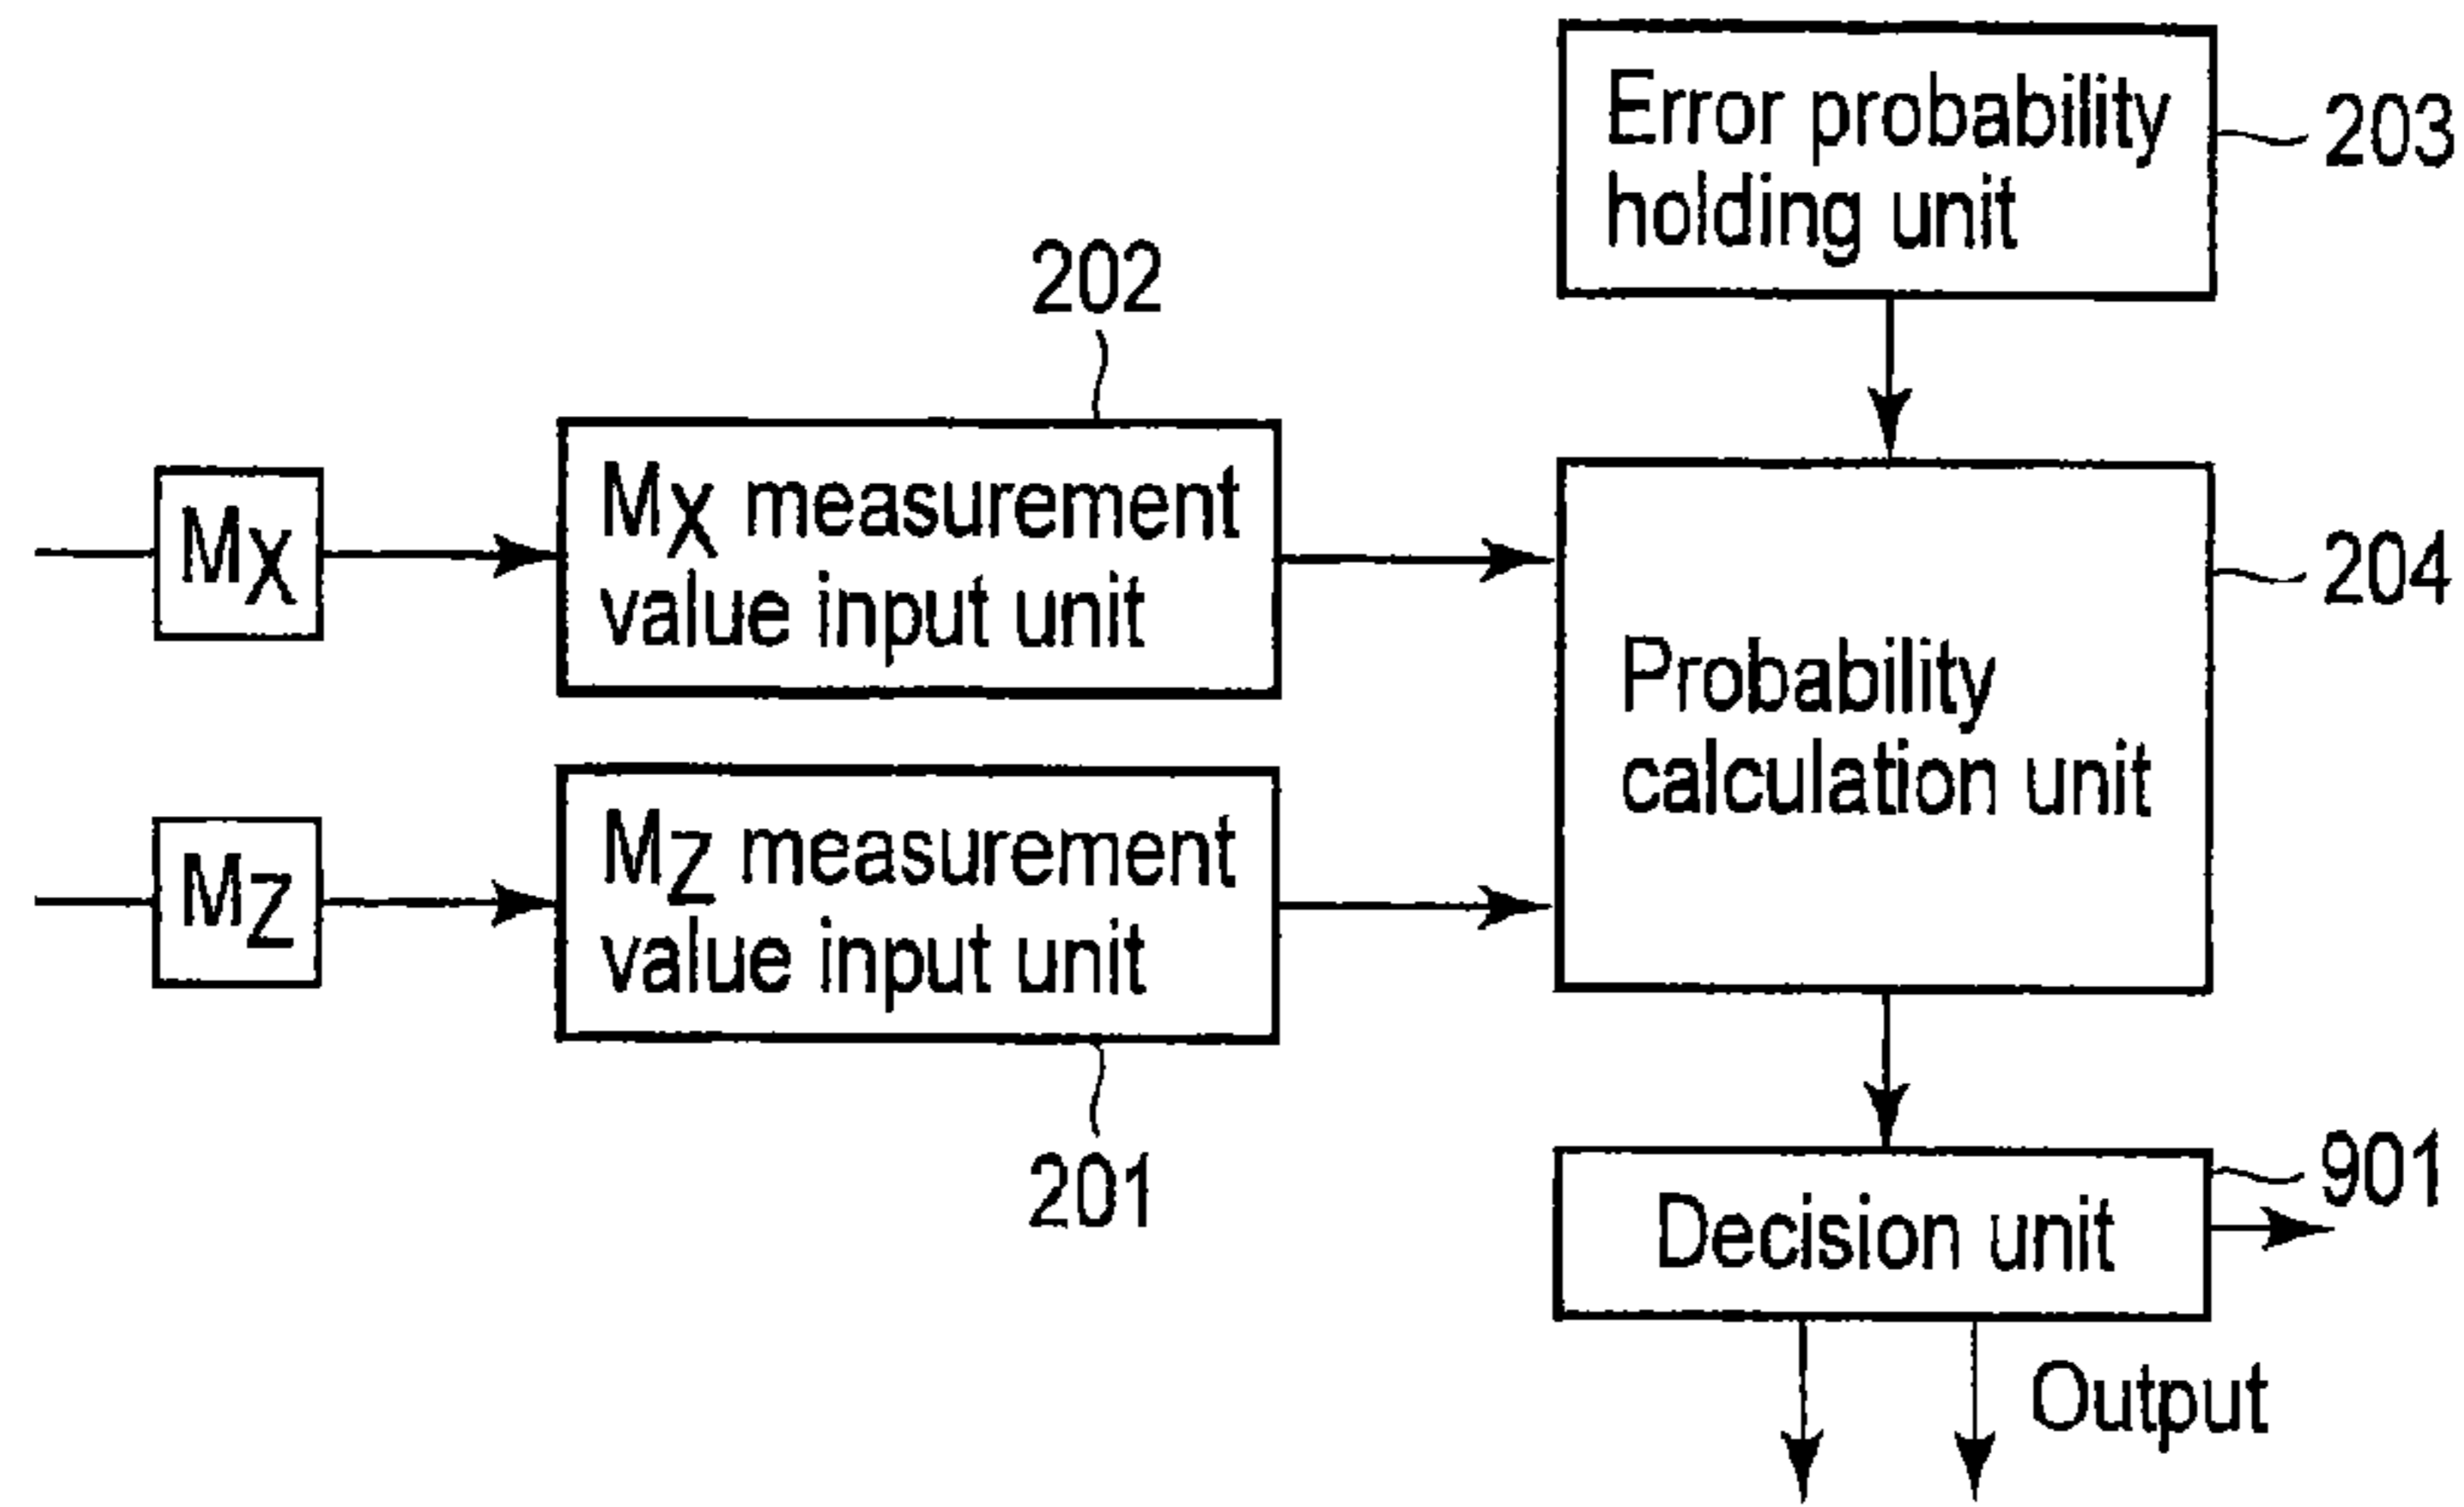 Error probability
holding unit
203
202
MX
MX measurement
value input unit
204
Probability
calculation unit
MZ
MZ measurement
value input unit
201
901
Decision unit
Output